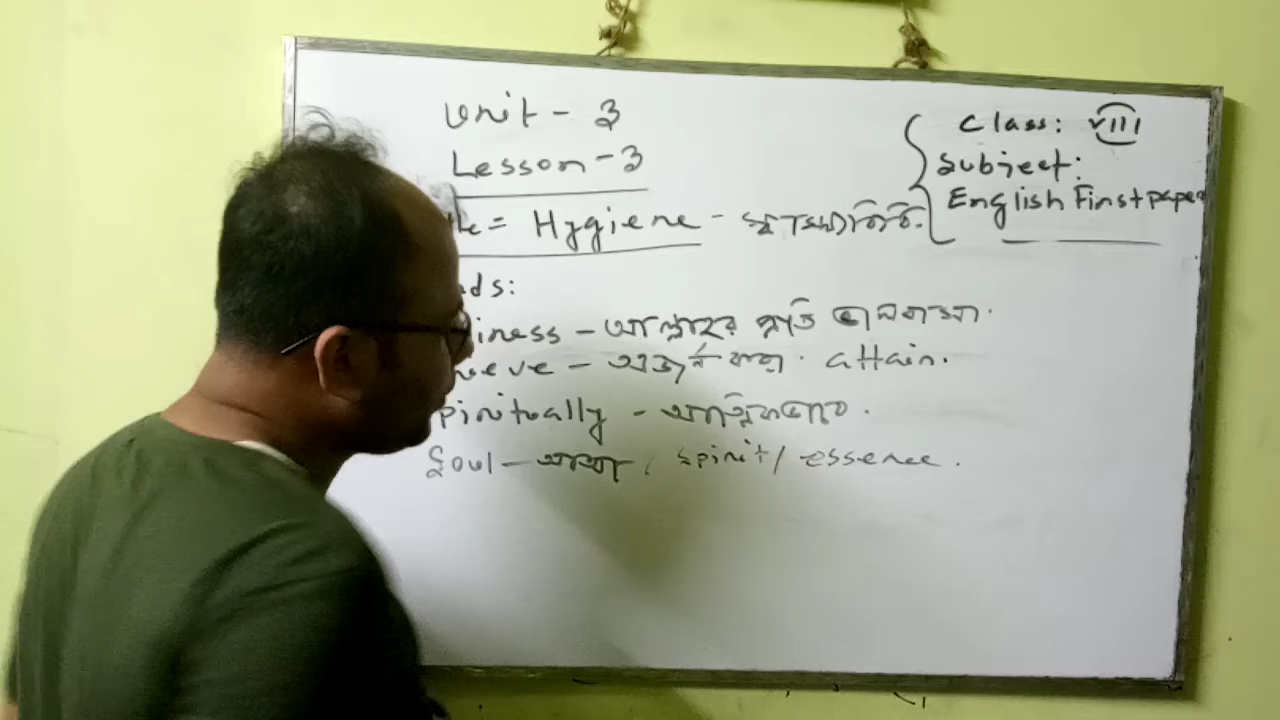 Unit - 3
Lesson - 3
Hygiene - স্বাস্থ্যবিধি.
Class: VIII
Subject:
English First paper
ds:
iness - আল্লাহর প্রতি ভালবাসা.
eve - অর্জন করা. attain.
piritually - আত্মিকভাবে.
Soul - আত্মা, spirit/ essence.